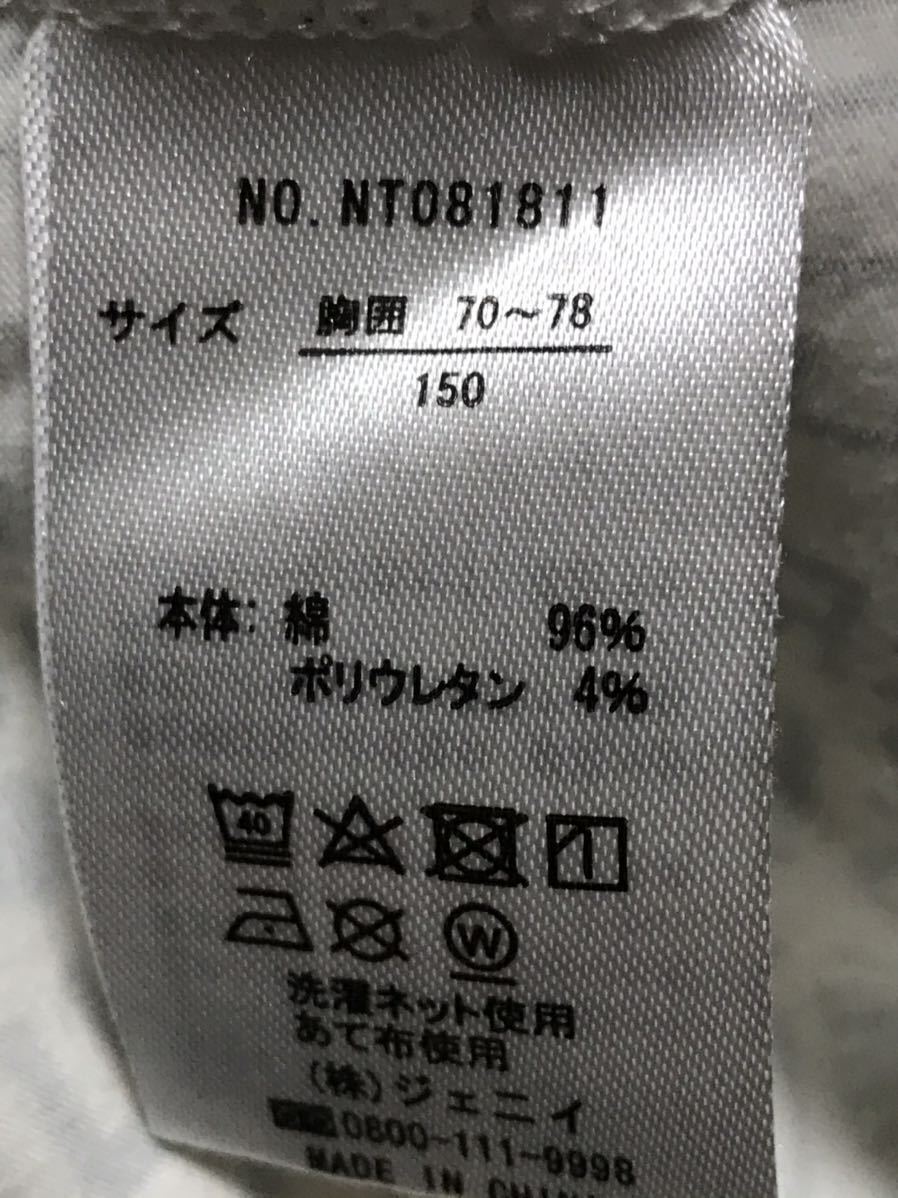 NO.NT081811
サイズ 胸囲 70～78
150
本体: 綿 96%
ポリウレタン 4%
40
W
洗濯ネット使用
あて布使用
(株)ジェニィ
0800-111-9998
MADE IN CHINA